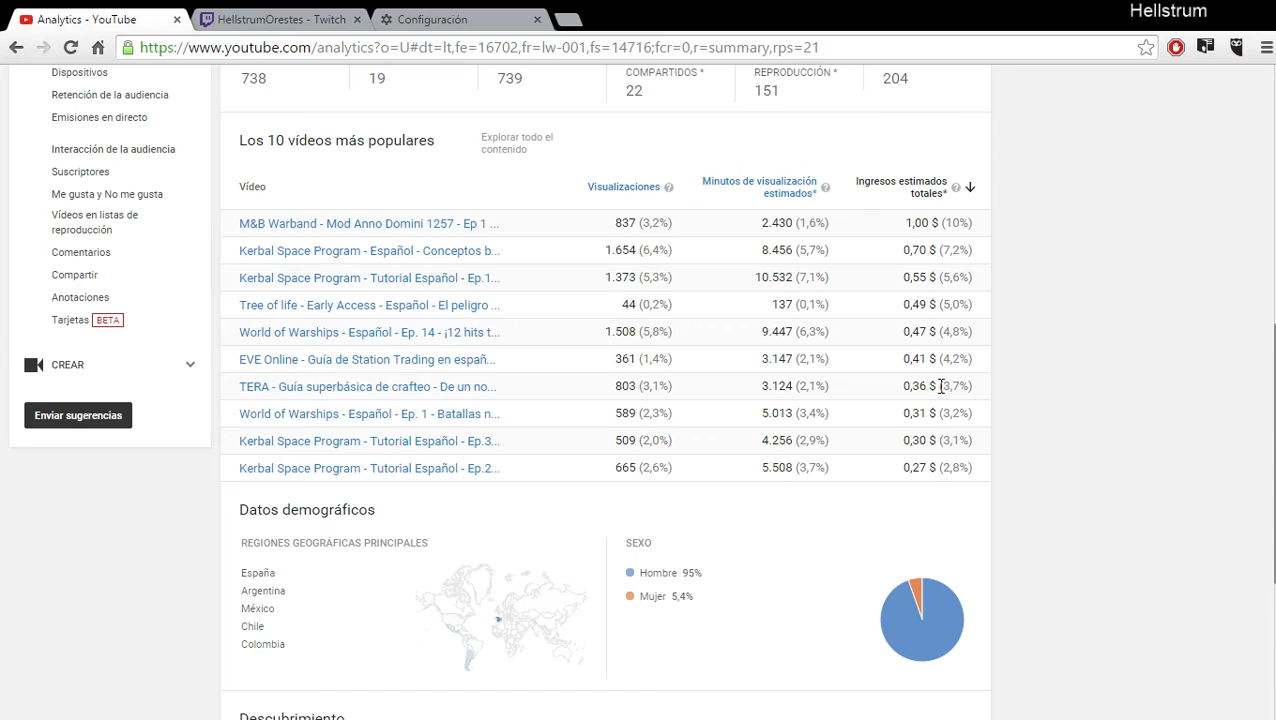 Hellstrum
Analytics - YouTube
HellstrumOrestes - Twitch
Configuración
https://www.youtube.com/analytics?o=U#dt=lt,fe=16702,fr=lw-001,fs=14716;fcr=0,r=summary,rps=21
Dispositivos
Retención de la audiencia
Emisiones en directo
Interacción de la audiencia
Suscriptores
Me gusta y No me gusta
Vídeos en listas de
reproducción
Comentarios
Compartir
Anotaciones
Tarjetas BETA
CREAR
Enviar sugerencias
738
19
739
COMPARTIDOS *
22
REPRODUCCIÓN *
151
204
Los 10 vídeos más populares
Explorar todo el
contenido
Vídeo
Visualizaciones ?
Minutos de visualización
estimados* ?
Ingresos estimados
totales* ?
M&B Warband - Mod Anno Domini 1257 - Ep 1 ... 837 (3,2%) 2.430 (1,6%) 1,00 $ (10%)
Kerbal Space Program - Español - Conceptos b... 1.654 (6,4%) 8.456 (5,7%) 0,70 $ (7,2%)
Kerbal Space Program - Tutorial Español - Ep.1... 1.373 (5,3%) 10.532 (7,1%) 0,55 $ (5,6%)
Tree of life - Early Access - Español - El peligro ... 44 (0,2%) 137 (0,1%) 0,49 $ (5,0%)
World of Warships - Español - Ep. 14 - ¡12 hits t... 1.508 (5,8%) 9.447 (6,4%) 0,47 $ (4,8%)
EVE Online - Guía de Station Trading en españ... 361 (1,4%) 3.147 (2,1%) 0,41 $ (4,2%)
TERA - Guía superbásica de crafteo - De un no... 803 (3,1%) 3.124 (2,1%) 0,36 $ (3,7%)
World of Warships - Español - Ep. 1 - Batallas n... 589 (2,3%) 5.013 (3,4%) 0,31 $ (3,2%)
Kerbal Space Program - Tutorial Español - Ep.3... 509 (2,0%) 4.256 (2,9%) 0,30 $ (3,1%)
Kerbal Space Program - Tutorial Español - Ep.2... 665 (2,6%) 5.508 (3,7%) 0,27 $ (2,8%)
Datos demográficos
REGIONES GEOGRÁFICAS PRINCIPALES
España
Argentina
México
Chile
Colombia
SEXO
Hombre 95%
Mujer 5,4%
Descubrimiento